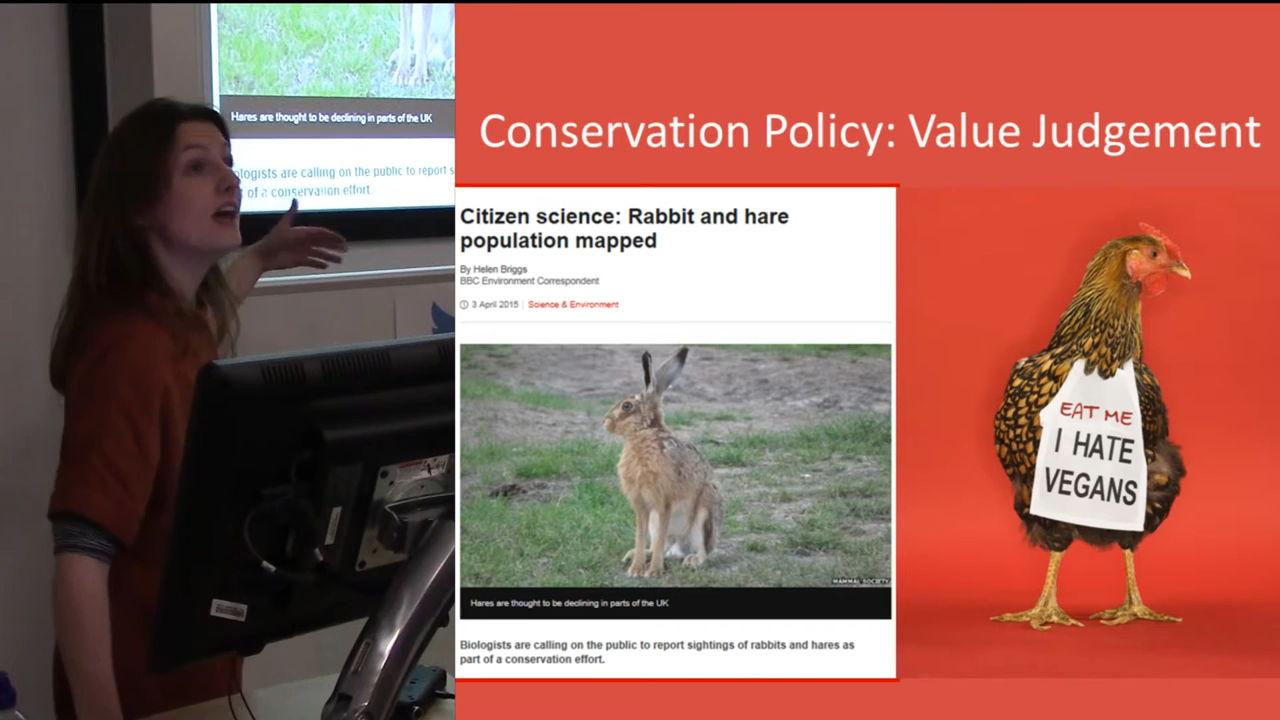 Hares are thought to be declining in parts of the UK
are calling on the public to report
of a conservation effort.
Conservation Policy: Value Judgement
Citizen science: Rabbit and hare
population mapped
By Helen Briggs
BBC Environment Correspondent
3 April 2015
Science & Environment
MAMMAL SOCIETY
Hares are thought to be declining in parts of the UK
Biologists are calling on the public to report sightings of rabbits and hares as
part of a conservation effort.
EAT ME
I HATE
VEGANS